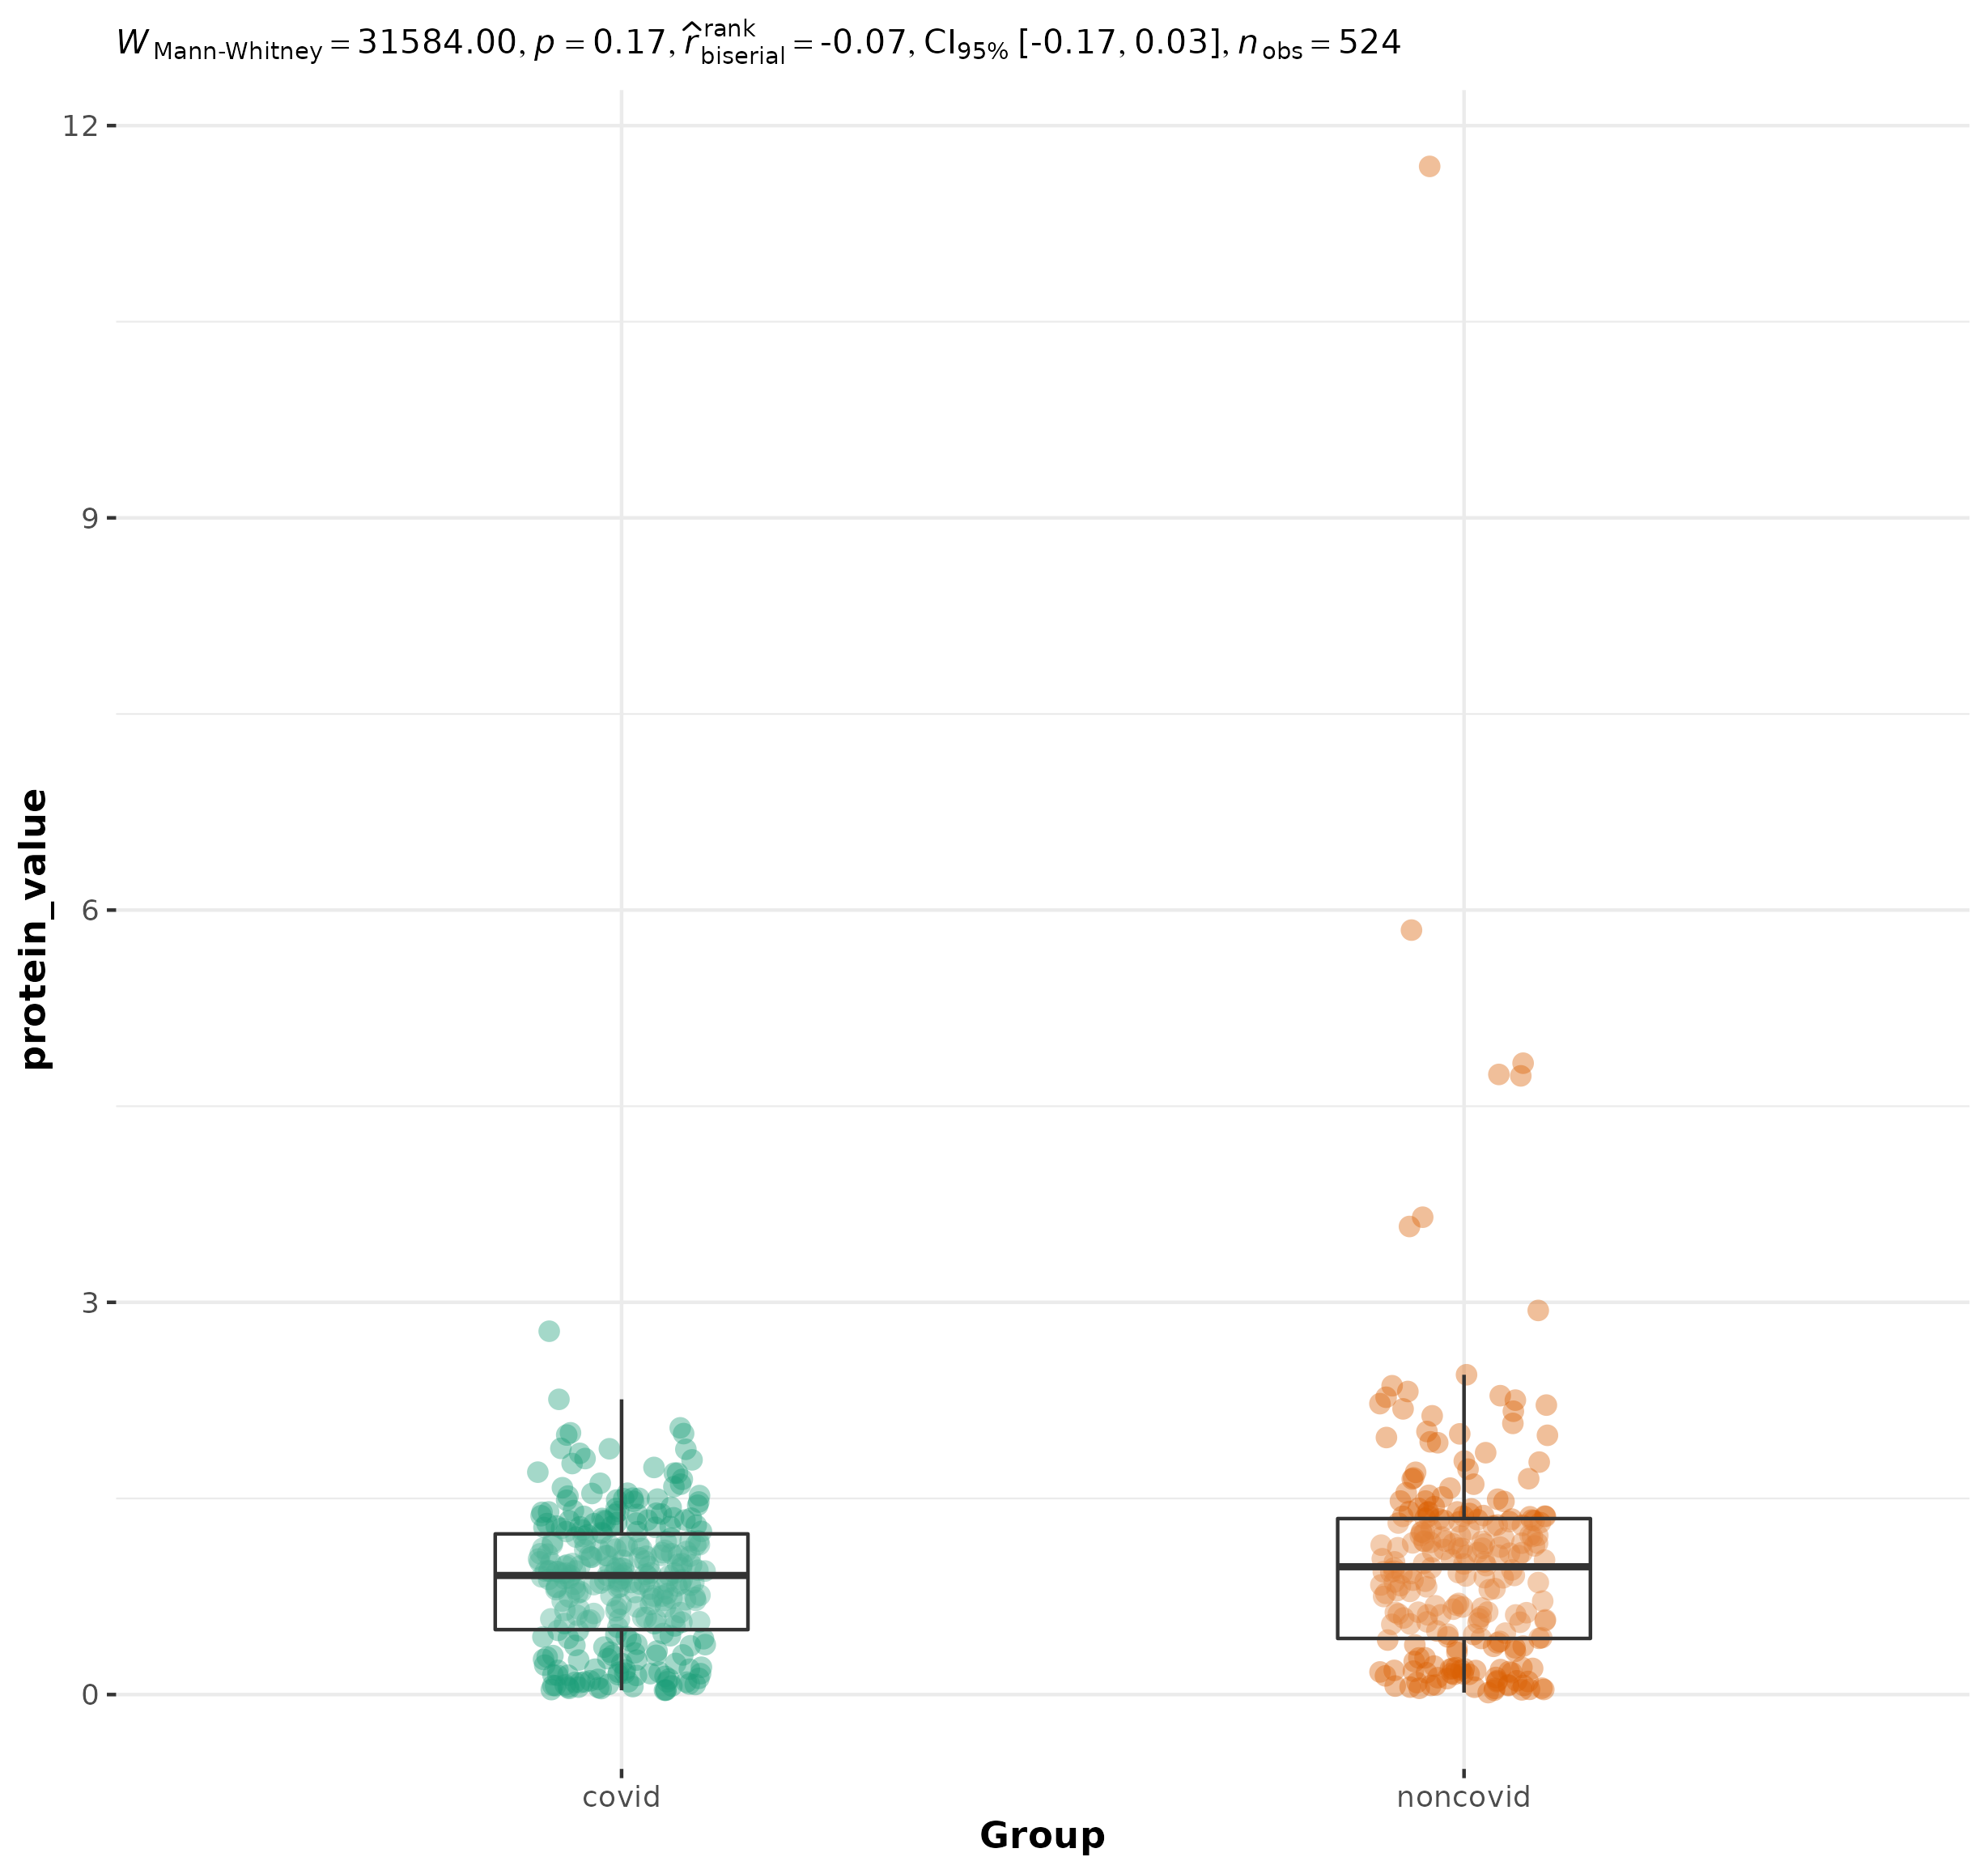 W Mann-Whitney = 31584.00, p = 0.17, r̂ rank biserial = -0.07, CI95% [-0.17, 0.03], n obs = 524
12
9
6
3
0
protein_value
covid noncovid
Group